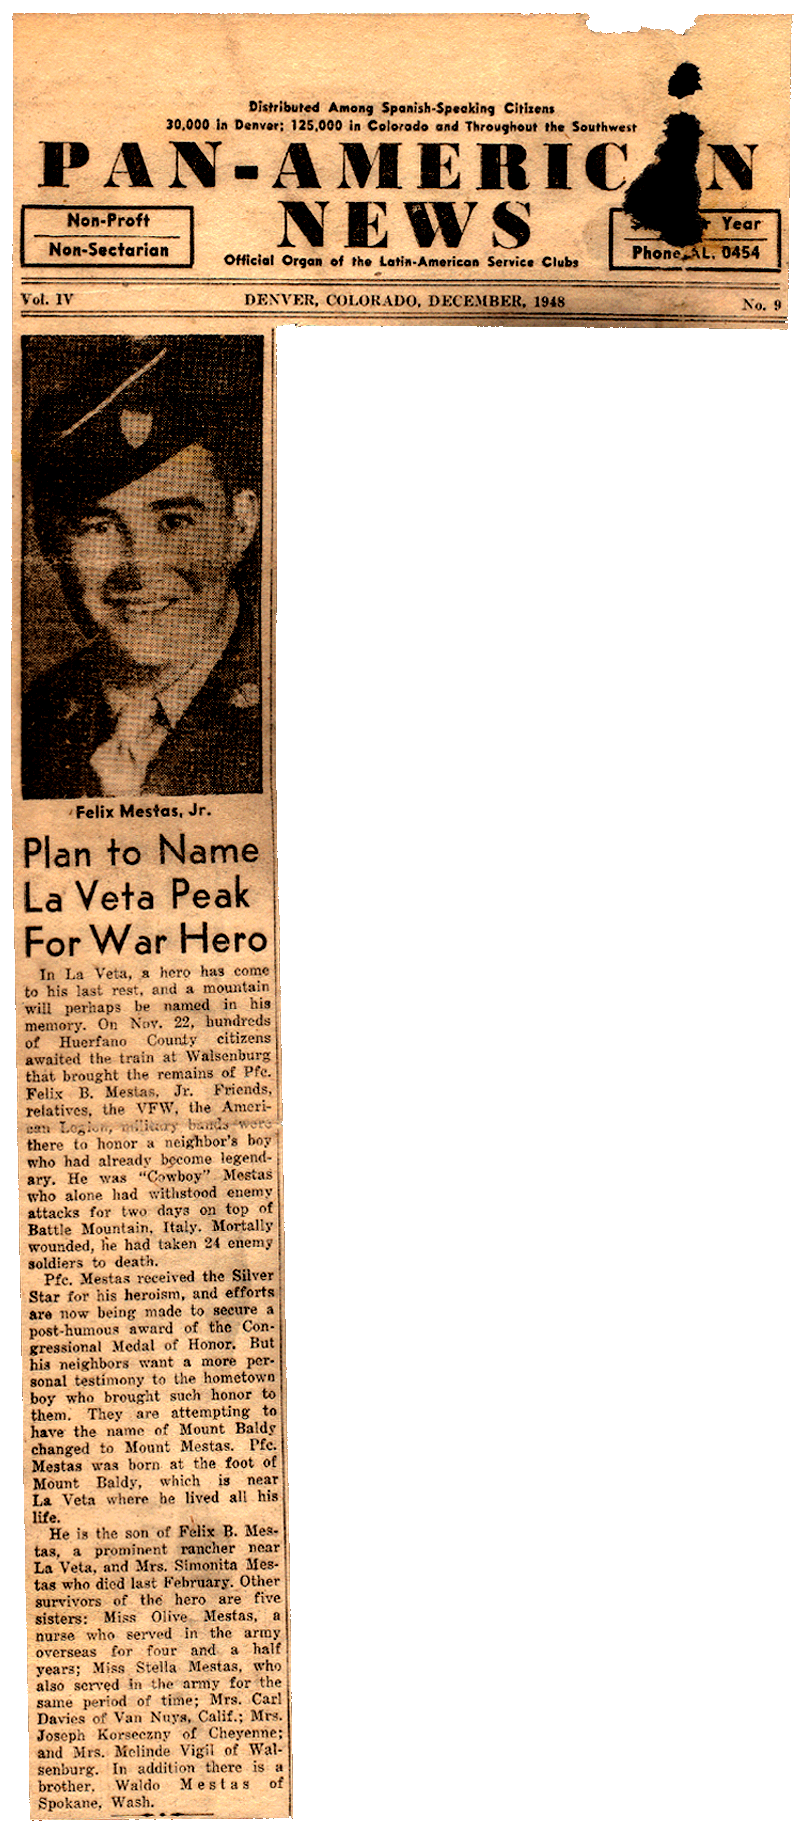 Distributed Among Spanish-Speaking Citizens
30,000 in Denver; 125,000 in Colorado and Throughout the Southwest
PAN-AMERICAN
NEWS
Non-Proft
Non-Sectarian
Official Organ of the Latin-American Service Clubs
Year
Phone AL. 0454
Vol. IV
DENVER, COLORADO, DECEMBER, 1948
No. 9
Felix Mestas, Jr.
Plan to Name
La Veta Peak
For War Hero
In La Veta, a hero has come
to his last rest, and a mountain
will perhaps be named in his
memory. On Nov. 22, hundreds
of Huerfano County citizens
awaited the train at Walsenburg
that brought the remains of Pfc.
Felix B. Mestas, Jr. Friends,
relatives, the VFW, the Ameri-
can Legion, military bands were
there to honor a neighbor's boy
who had already become legend-
ary. He was "Cowboy" Mestas
who alone had withstood enemy
attacks for two days on top of
Battle Mountain, Italy. Mortally
wounded, he had taken 24 enemy
soldiers to death.
Pfc. Mestas received the Silver
Star for his heroism, and efforts
are now being made to secure a
post-humous award of the Con-
gressional Medal of Honor. But
his neighbors want a more per-
sonal testimony to the hometown
boy who brought such honor to
them. They are attempting to
have the name of Mount Baldy
changed to Mount Mestas. Pfc.
Mestas was born at the foot of
Mount Baldy, which is near
La Veta where he lived all his
life.
He is the son of Felix B. Mes-
tas, a prominent rancher near
La Veta, and Mrs. Simonita Mes-
tas who died last February. Other
survivors of the hero are five
sisters: Miss Olive Mestas, a
nurse who served in the army
overseas for four and a half
years; Miss Stella Mestas, who
also served in the army for the
same period of time; Mrs. Carl
Davies of Van Nuys, Calif.; Mrs.
Joseph Korseczny of Cheyenne;
and Mrs. Melinde Vigil of Wal-
senburg. In addition there is a
brother, Waldo Mestas of
Spokane, Wash.